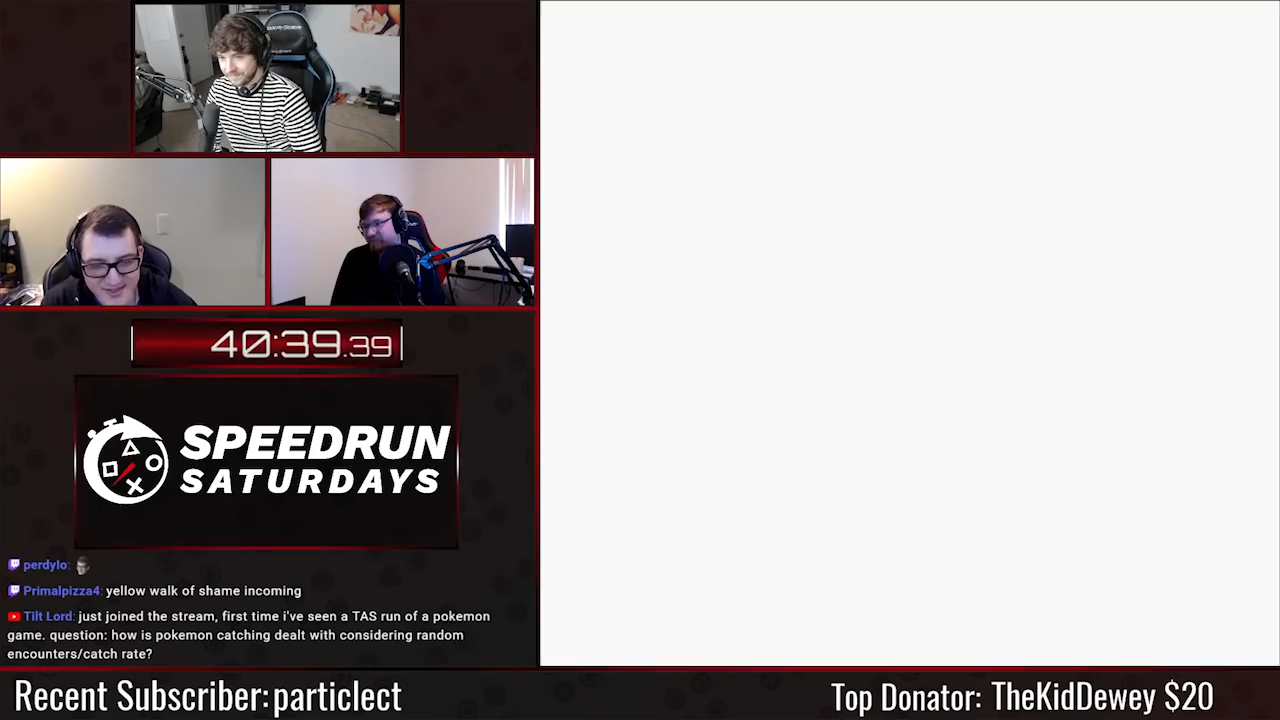 40:39.39
SPEEDRUN
SATURDAYS
perdylo:
Primalpizza4: yellow walk of shame incoming
Tilt Lord: just joined the stream, first time i've seen a TAS run of a pokemon
game. question: how is pokemon catching dealt with considering random
encounters/catch rate?
Recent Subscriber: particlect
Top Donator: TheKidDewey $20